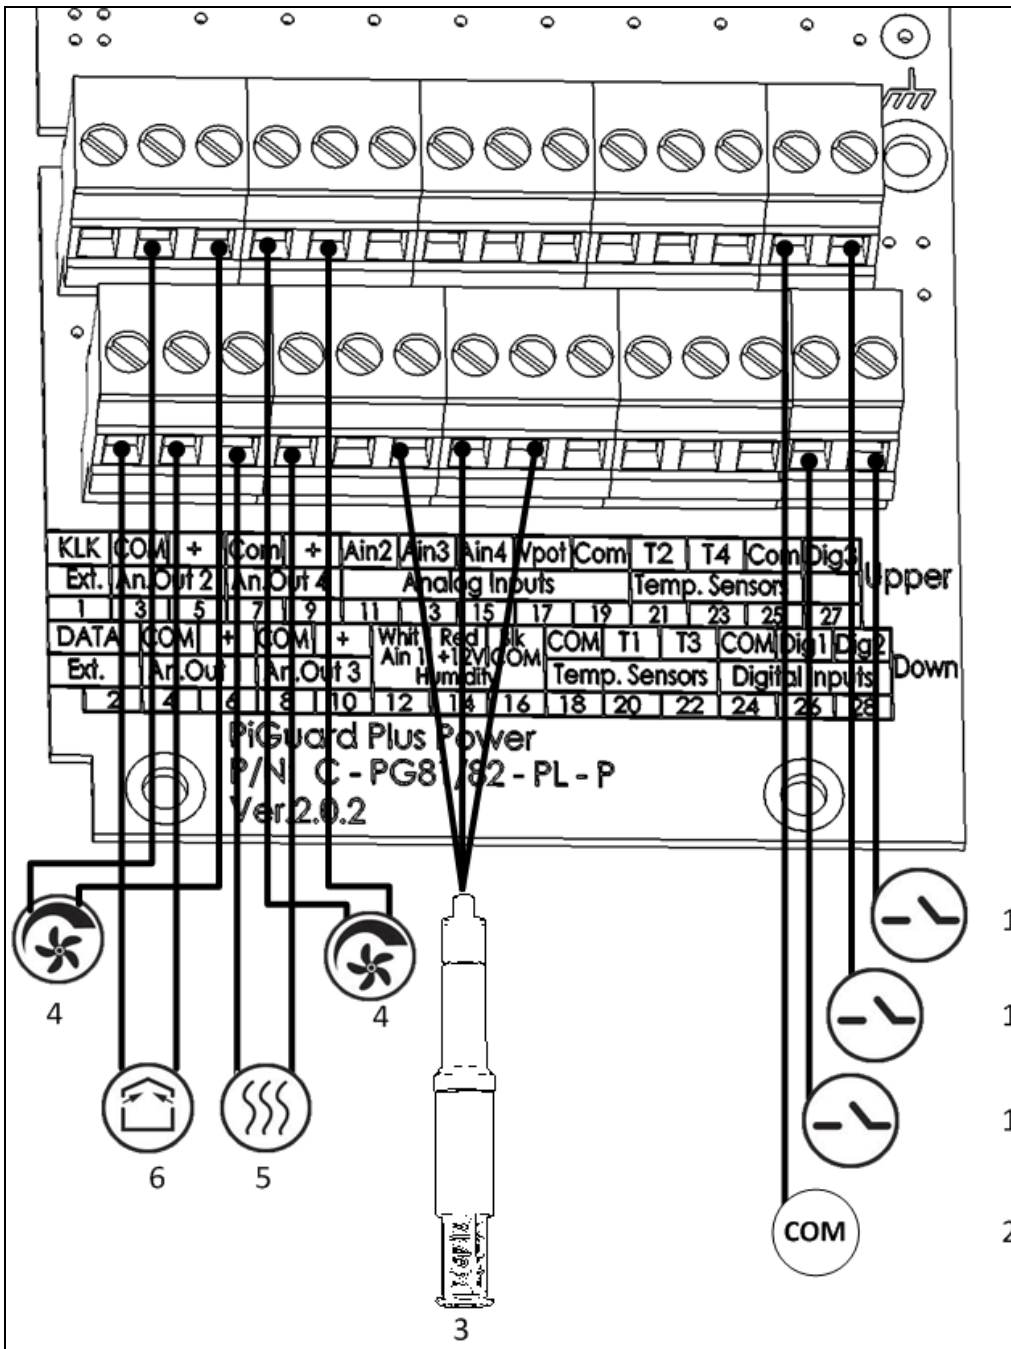 KLK COM + Com + Ain2 Ain3 Ain4 Vpot Com T2 T4 Com Dig3
Ext. An.Out 2 An.Out 4 Analog Inputs Temp. Sensors Upper
1 3 5 7 9 11 13 15 17 19 21 23 25 27
DATA COM + COM + Whit Red Blk COM T1 T3 COM Dig1 Dig2
Ain 1 +12V COM
Ext. An.Out An.Out 3 Humidity Temp. Sensors Digital Inputs Down
2 4 6 8 10 12 14 16 18 20 22 24 26 28
PiGuard Plus Power
P/N C - PG81/82 - PL - P
Ver.2.0.2
1
4
4
1
1
6
5
COM
2
3